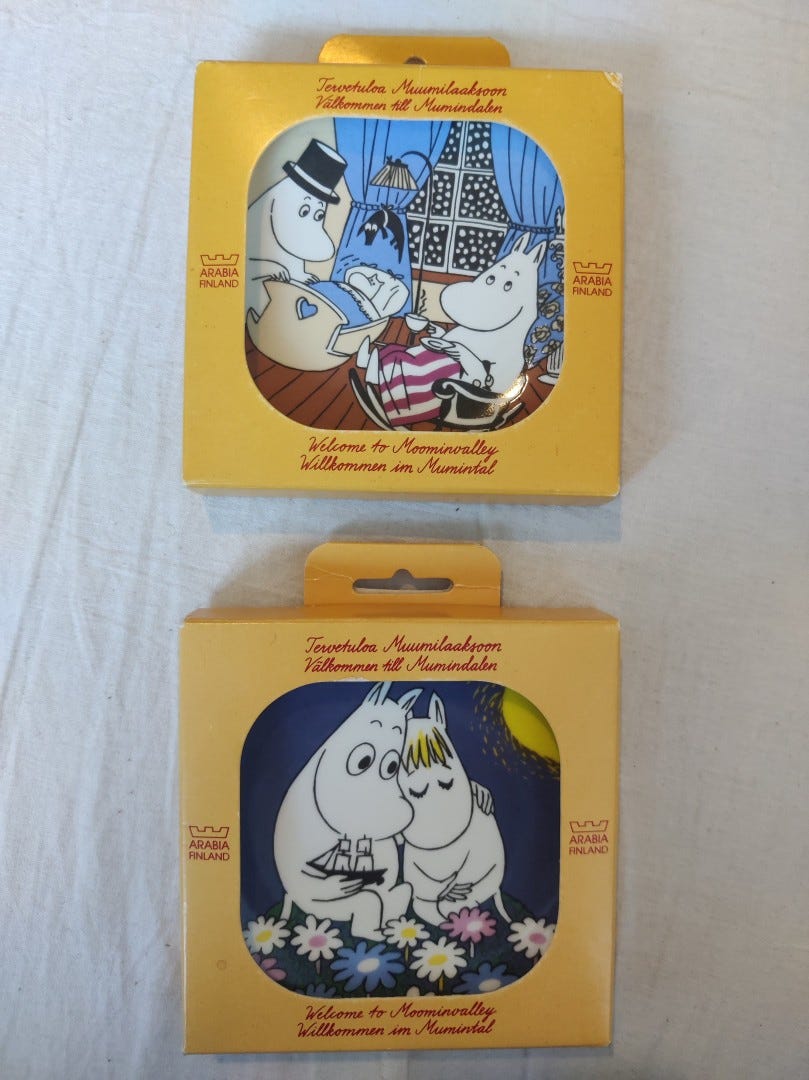 Tervetuloa Muumilaaksoon
Välkommen till Mumindalen
ARABIA
FINLAND
ARABIA
FINLAND
Welcome to Moominvalley
Willkommen im Mumintal
Tervetuloa Muumilaaksoon
Välkommen till Mumindalen
ARABIA
FINLAND
ARABIA
FINLAND
Welcome to Moominvalley
Willkommen im Mumintal